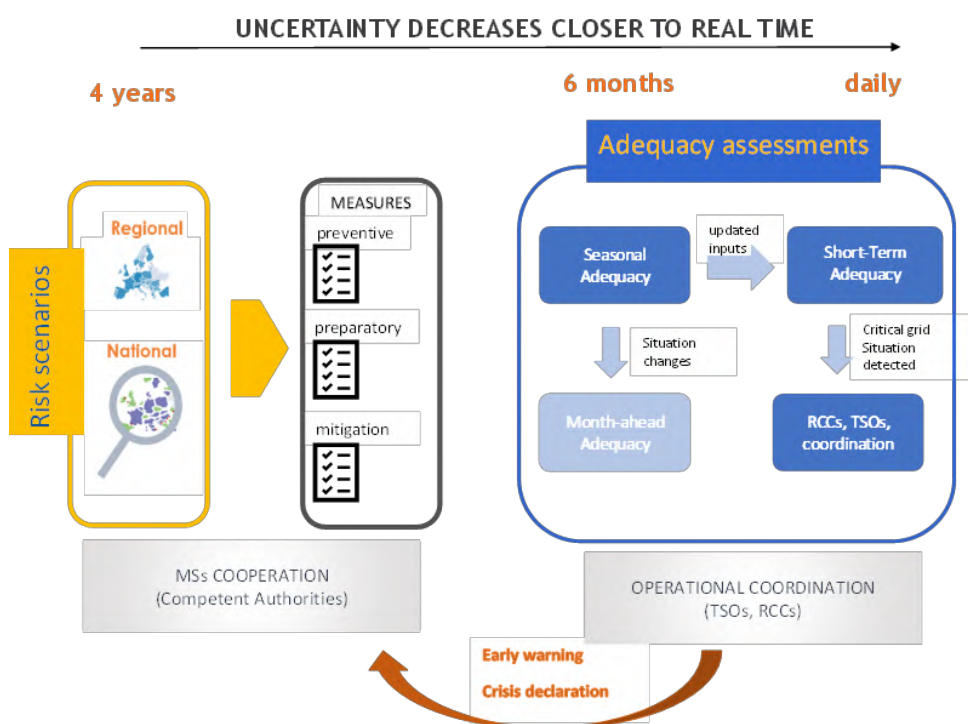 UNCERTAINTY DECREASES CLOSER TO REAL TIME
4 years
6 months
daily
Risk scenarios
Regional
National
MEASURES
preventive
preparatory
mitigation
Adequacy assessments
Seasonal
Adequacy
updated
inputs
Short-Term
Adequacy
Situation
changes
Critical grid
Situation
detected
Month-ahead
Adequacy
RCCs, TSOs,
coordination
MSs COOPERATION
(Competent Authorities)
OPERATIONAL COORDINATION
(TSOs, RCCs)
Early warning
Crisis declaration